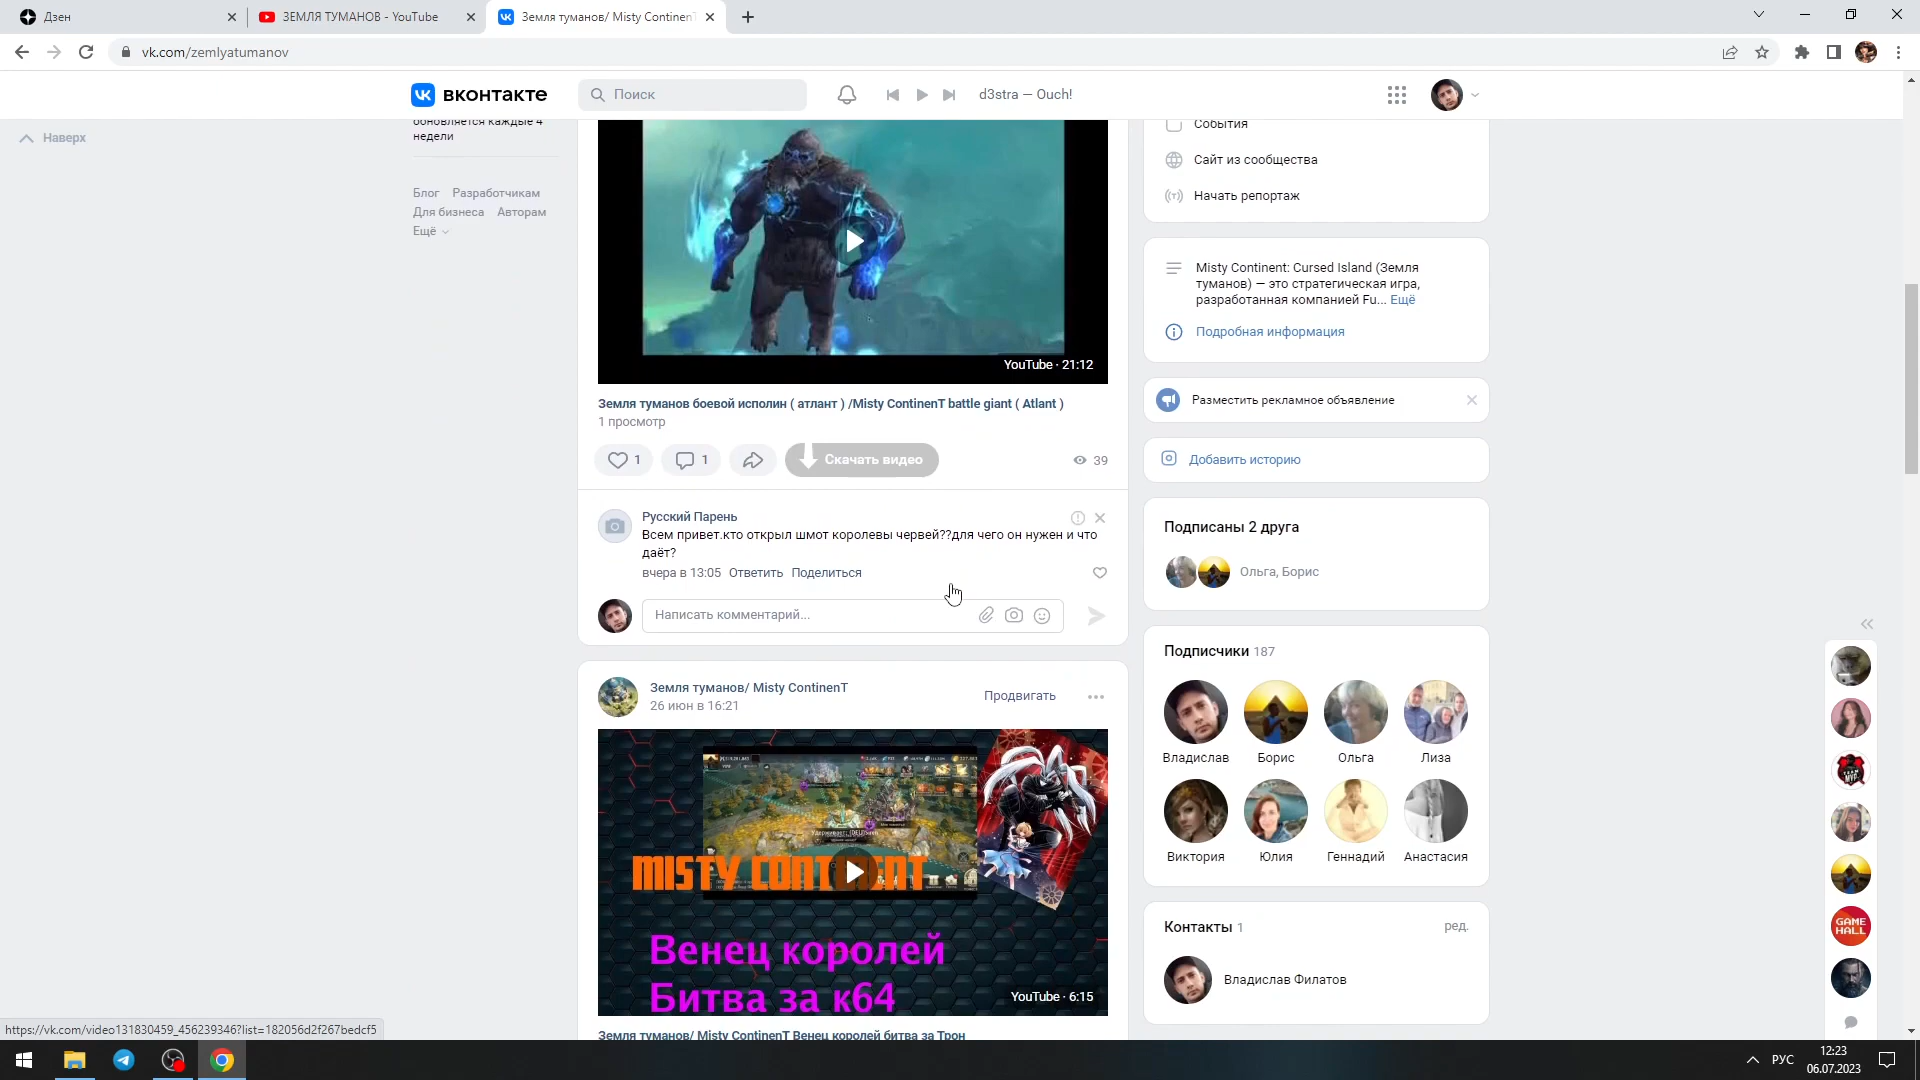 Дзен
ЗЕМЛЯ ТУМАНОВ - YouTube
Земля туманов/ Misty ContinenT
vk.com/zemlyatumanov
вконтакте
Поиск
d3stra — Ouch!
Наверх
обновляется каждые 4
недели
Блог Разработчикам
Для бизнеса Авторам
Ещё
YouTube · 21:12
Земля туманов боевой исполин ( атлант ) /Misty ContinenT battle giant ( Atlant )
1 просмотр
1
1
Скачать видео
39
Русский Парень
Всем привет.кто открыл шмот королевы червей??для чего он нужен и что
даёт?
вчера в 13:05 Ответить Поделиться
Написать комментарий...
Земля туманов/ Misty ContinenT
26 июн в 16:21
Продвигать
MISTY CONTINENT
Венец королей
Битва за к64
YouTube · 6:15
Земля туманов/ Misty ContinenT Венец королей битва за Трон
События
Сайт из сообщества
Начать репортаж
Misty Continent: Cursed Island (Земля
туманов) — это стратегическая игра,
разработанная компанией Fu... Ещё
Подробная информация
Разместить рекламное объявление
Добавить историю
Подписаны 2 друга
Ольга, Борис
Подписчики 187
Владислав Борис Ольга Лиза
Виктория Юлия Геннадий Анастасия
Контакты 1
ред.
Владислав Филатов
GAME
HALL
https://vk.com/video131830459_456239346?list=182056d2f267bedcf5
РУС
12:23
06.07.2023